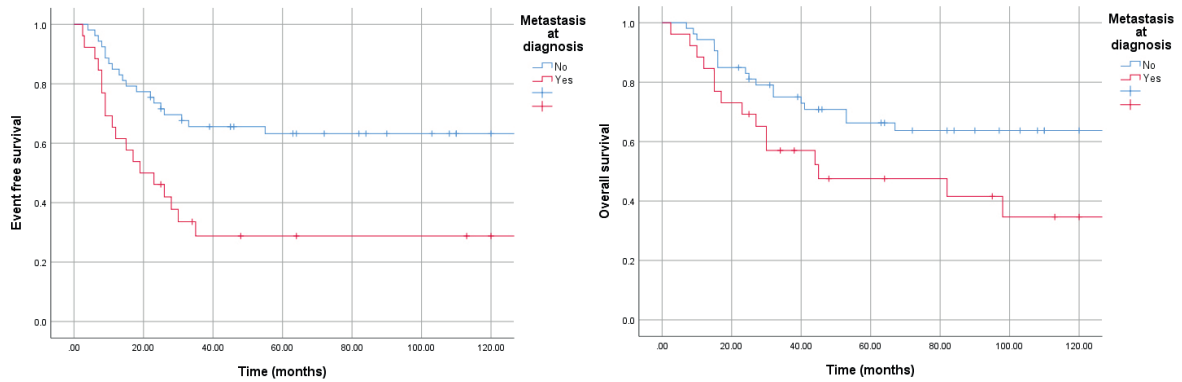 Metastasis
at
diagnosis
No
Yes
Event free survival
1.0
0.8
0.6
0.4
0.2
0.0
.00 20.00 40.00 60.00 80.00 100.00 120.00
Time (months)
Metastasis
at
diagnosis
No
Yes
Overall survival
1.0
0.8
0.6
0.4
0.2
0.0
.00 20.00 40.00 60.00 80.00 100.00 120.00
Time (months)